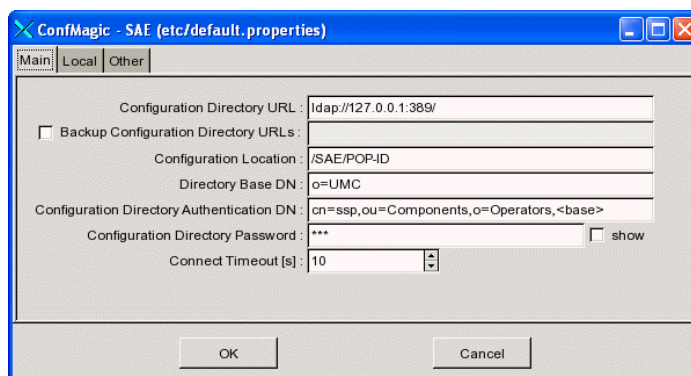 ConfMagic - SAE (etc/default.properties)
Main Local Other
Configuration Directory URL : ldap://127.0.0.1:389/
Backup Configuration Directory URLs :
Configuration Location : /SAE/POP-ID
Directory Base DN : o=UMC
Configuration Directory Authentication DN : cn=ssp,ou=Components,o=Operators,<base>
Configuration Directory Password : *** show
Connect Timeout [s] : 10
OK Cancel